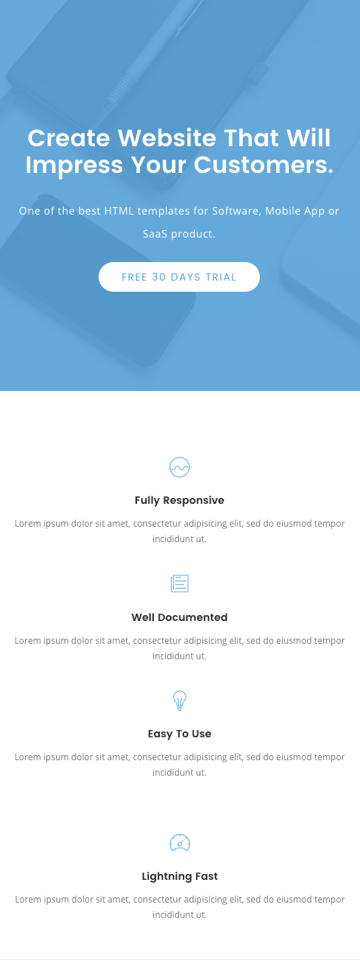 Create Website That Will
Impress Your Customers.
One of the best HTML templates for Software, Mobile App or
SaaS product.
FREE 30 DAYS TRIAL
Fully Responsive
Lorem ipsum dolor sit amet, consectetur adipisicing elit, sed do eiusmod tempor
incididunt ut.
Well Documented
Lorem ipsum dolor sit amet, consectetur adipisicing elit, sed do eiusmod tempor
incididunt ut.
Easy To Use
Lorem ipsum dolor sit amet, consectetur adipisicing elit, sed do eiusmod tempor
incididunt ut.
Lightning Fast
Lorem ipsum dolor sit amet, consectetur adipisicing elit, sed do eiusmod tempor
incididunt ut.